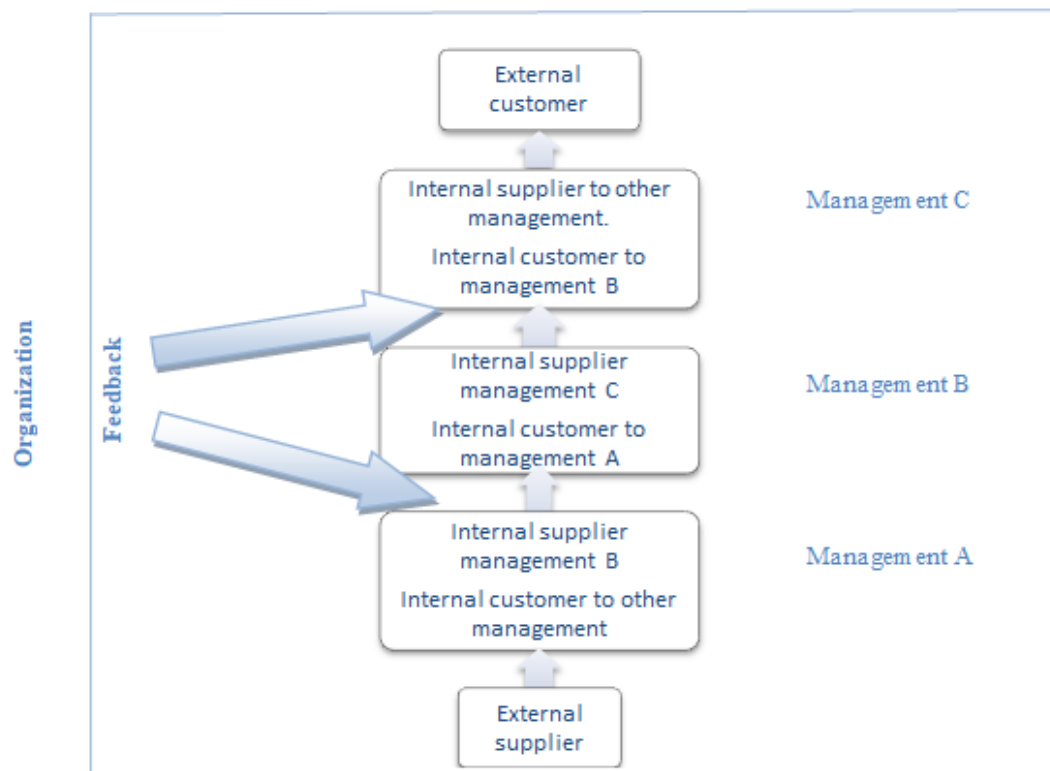 External
customer
Internal supplier to other
management.
Internal customer to
management B
Management C
Internal supplier
management C
Internal customer to
management A
Management B
Internal supplier
management B
Internal customer to other
management
Management A
External
supplier
Feedback
Organization